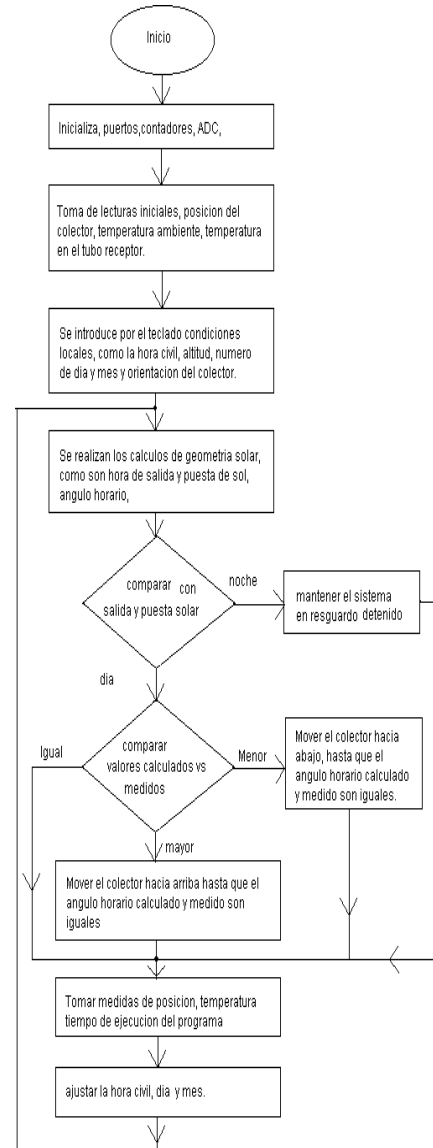 Inicio
Inicializa, puertos,contadores, ADC,
Toma de lecturas iniciales, posicion del
colector, temperatura ambiente, temperatura
en el tubo receptor.
Se introduce por el teclado condiciones
locales, como la hora civil, altitud, numero
de dia y mes y orientacion del colector.
Se realizan los calculos de geometria solar,
como son hora de salida y puesta de sol,
angulo horario,
comparar con
salida y puesta solar
noche
mantener el sistema
en resguardo detenido
dia
comparar
valores calculados vs
medidos
Igual
Menor
Mover el colector hacia
abajo, hasta que el
angulo horario calculado
y medido son iguales.
mayor
Mover el colector hacia arriba hasta que el
angulo horario calculado y medido son
iguales
Tomar medidas de posicion, temperatura
tiempo de ejecucion del programa
ajustar la hora civil, dia y mes.